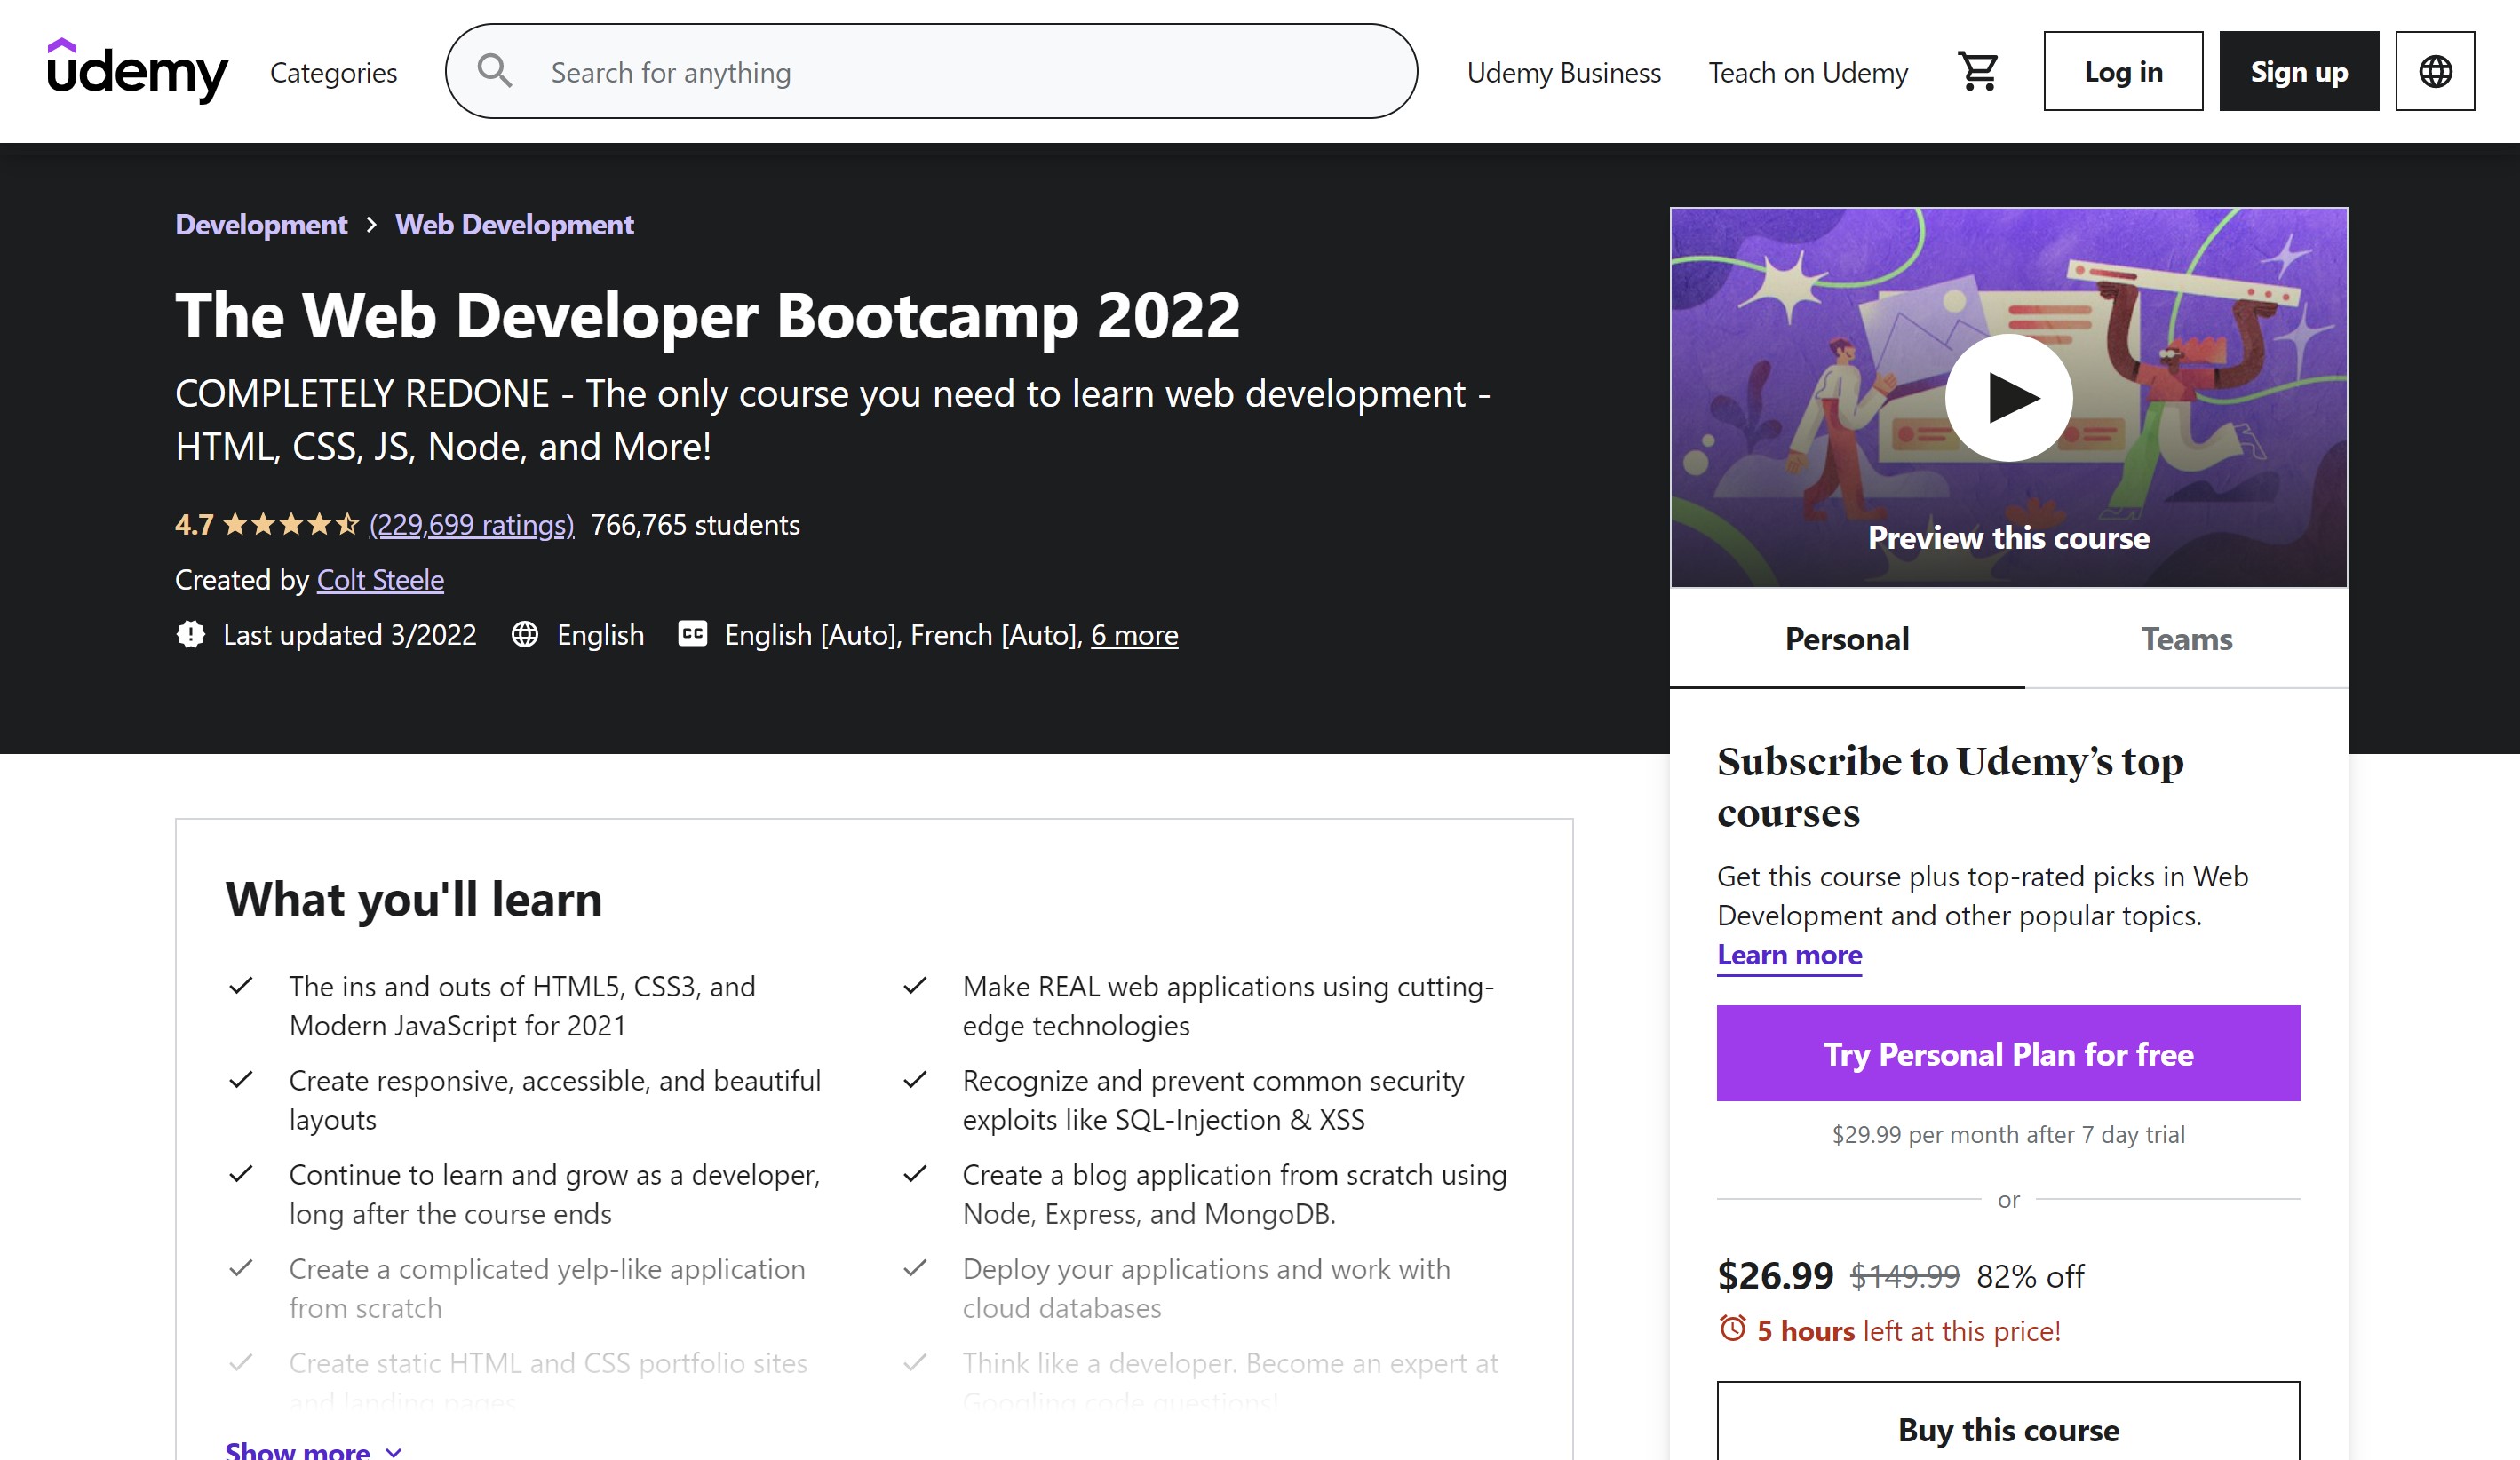 udemy
Categories
Search for anything
Udemy Business
Teach on Udemy
Log in
Sign up
Development > Web Development
The Web Developer Bootcamp 2022
COMPLETELY REDONE - The only course you need to learn web development -
HTML, CSS, JS, Node, and More!
4.7 (229,699 ratings) 766,765 students
Created by Colt Steele
Last updated 3/2022 English CC English [Auto], French [Auto], 6 more
Preview this course
Personal
Teams
Subscribe to Udemy’s top
courses
Get this course plus top-rated picks in Web
Development and other popular topics.
Learn more
Try Personal Plan for free
$29.99 per month after 7 day trial
or
$26.99 $149.99 82% off
5 hours left at this price!
Buy this course
What you'll learn
The ins and outs of HTML5, CSS3, and
Modern JavaScript for 2021
Create responsive, accessible, and beautiful
layouts
Continue to learn and grow as a developer,
long after the course ends
Create a complicated yelp-like application
from scratch
Create static HTML and CSS portfolio sites
and landing pages
Make REAL web applications using cutting-
edge technologies
Recognize and prevent common security
exploits like SQL-Injection & XSS
Create a blog application from scratch using
Node, Express, and MongoDB.
Deploy your applications and work with
cloud databases
Think like a developer. Become an expert at
Googling code questions!
Show more